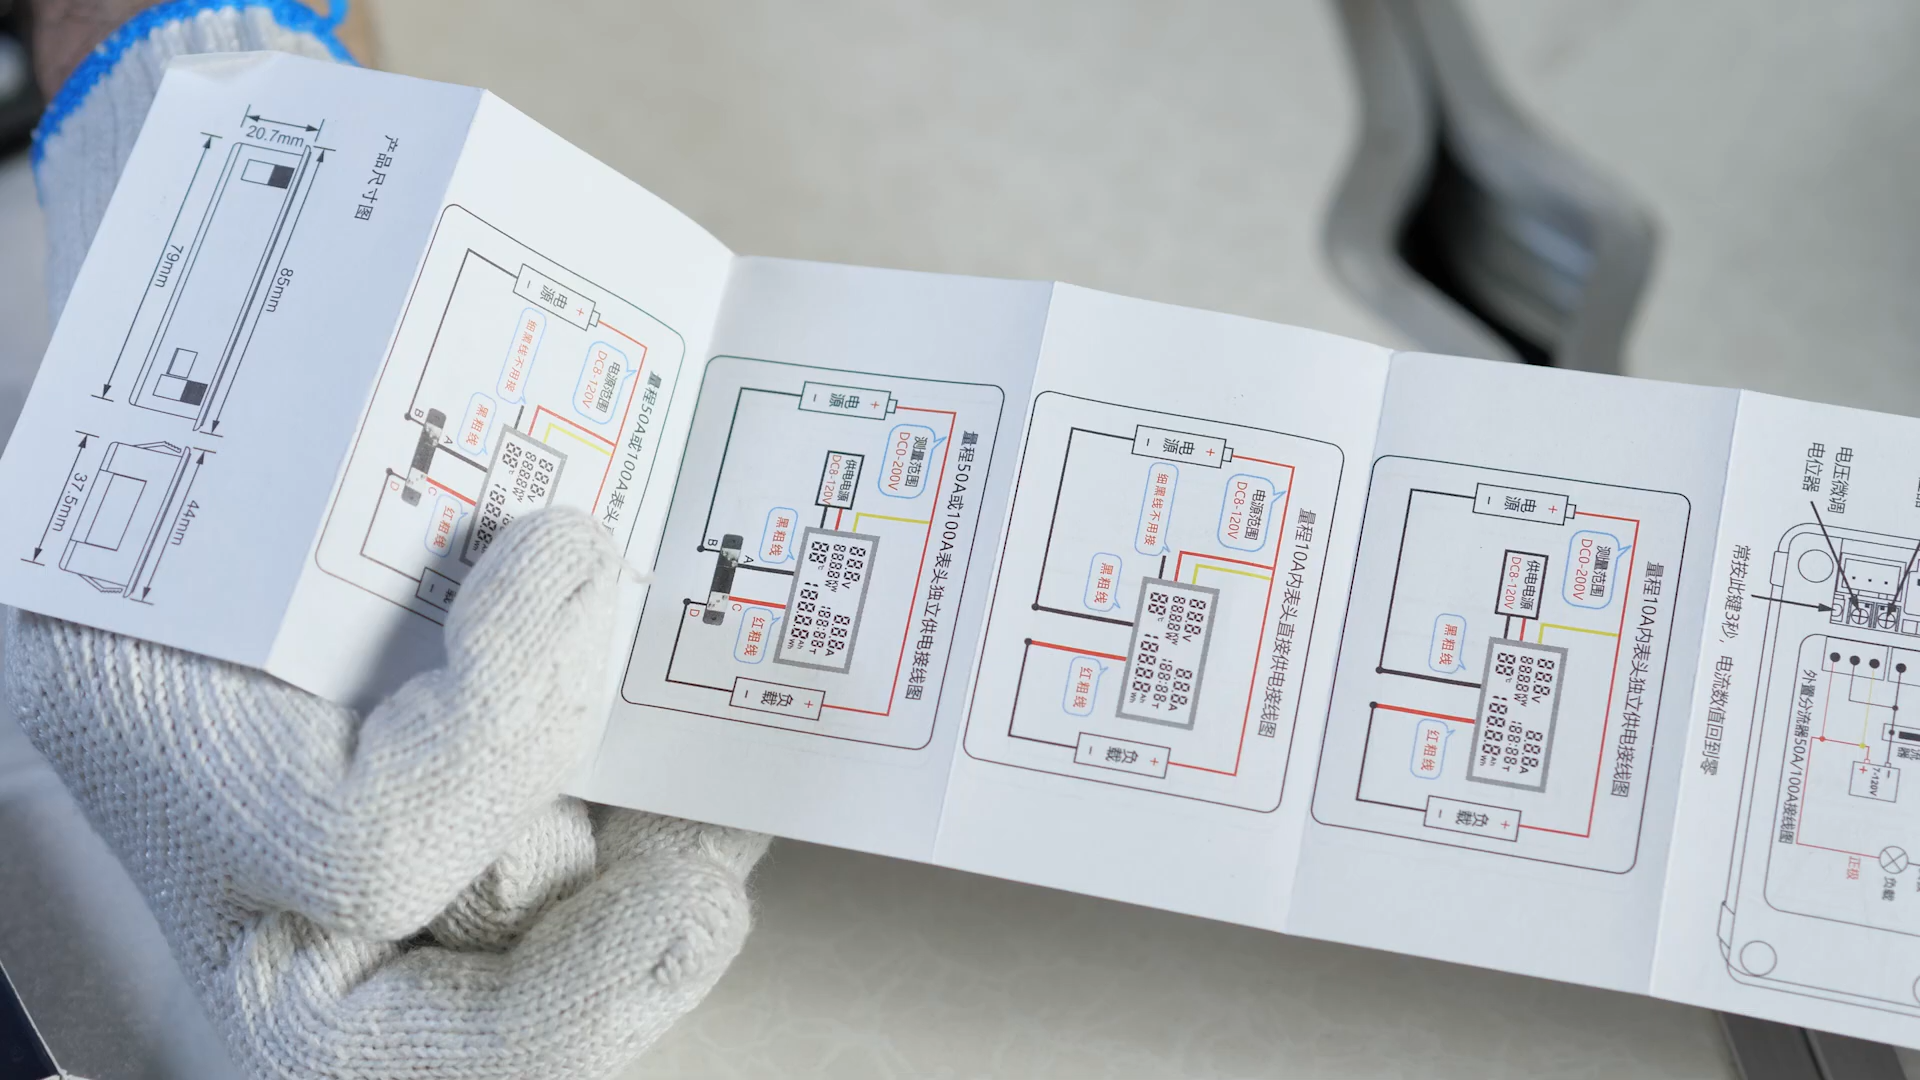 产品尺寸图
20.7mm
79mm
85mm
37.5mm
44mm
量程50A或100A表头
电源
电源范围
DC8-120V
细黑线不用接
黑粗线
红粗线
A
B
C
D
量程50A或100A表头独立供电接线图
电源
测量范围
DC0-200V
供电电源
DC8-120V
黑粗线
红粗线
A
B
C
D
负载
量程10A内表头直接供电接线图
电源
电源范围
DC8-120V
细黑线不用接
黑粗线
红粗线
负载
量程10A内表头独立供电接线图
电源
测量范围
DC0-200V
供电电源
DC8-120V
黑粗线
红粗线
负载
电压微调
电位器
常按此键3秒，电流数值回到零
外置分流器50A/100A接线图
7-120V
正极
负载